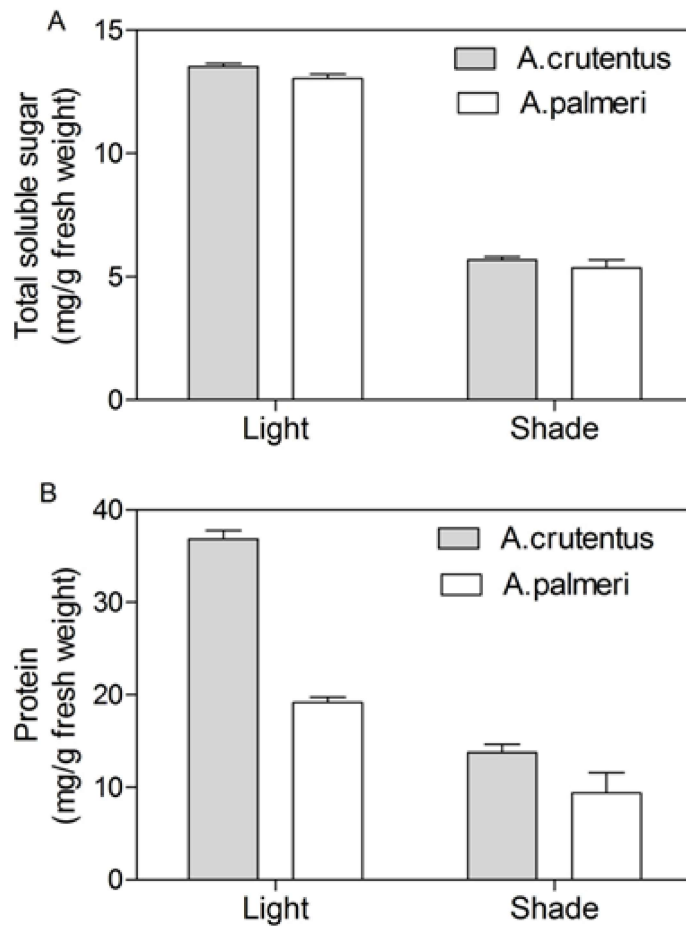 A
Total soluble sugar
(mg/g fresh weight)
15
10
5
0
A.crutentus
A.palmeri
Light
Shade
B
Protein
(mg/g fresh weight)
40
30
20
10
0
A.crutentus
A.palmeri
Light
Shade